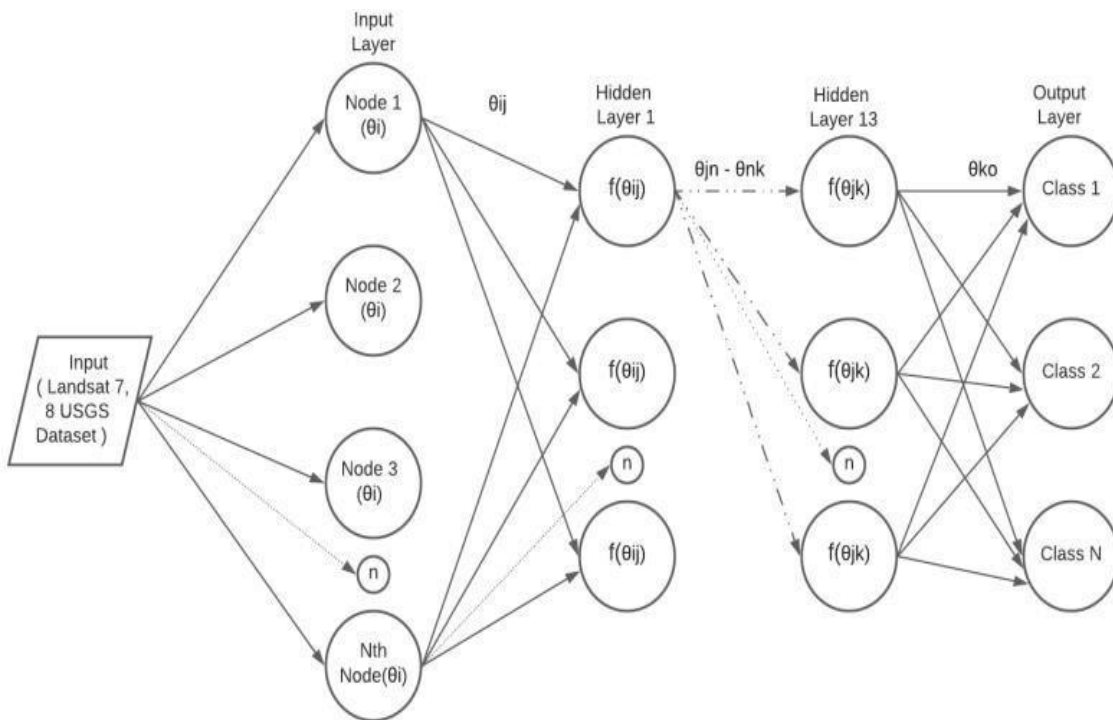 Input
Layer
Node 1
(θi)
Node 2
(θi)
Node 3
(θi)
n
Nth
Node(θi)
Input
( Landsat 7,
8 USGS
Dataset )
θij
Hidden
Layer 1
f(θij)
f(θij)
n
f(θij)
θjn - θnk
Hidden
Layer 13
f(θjk)
f(θjk)
n
f(θjk)
θko
Output
Layer
Class 1
Class 2
Class N